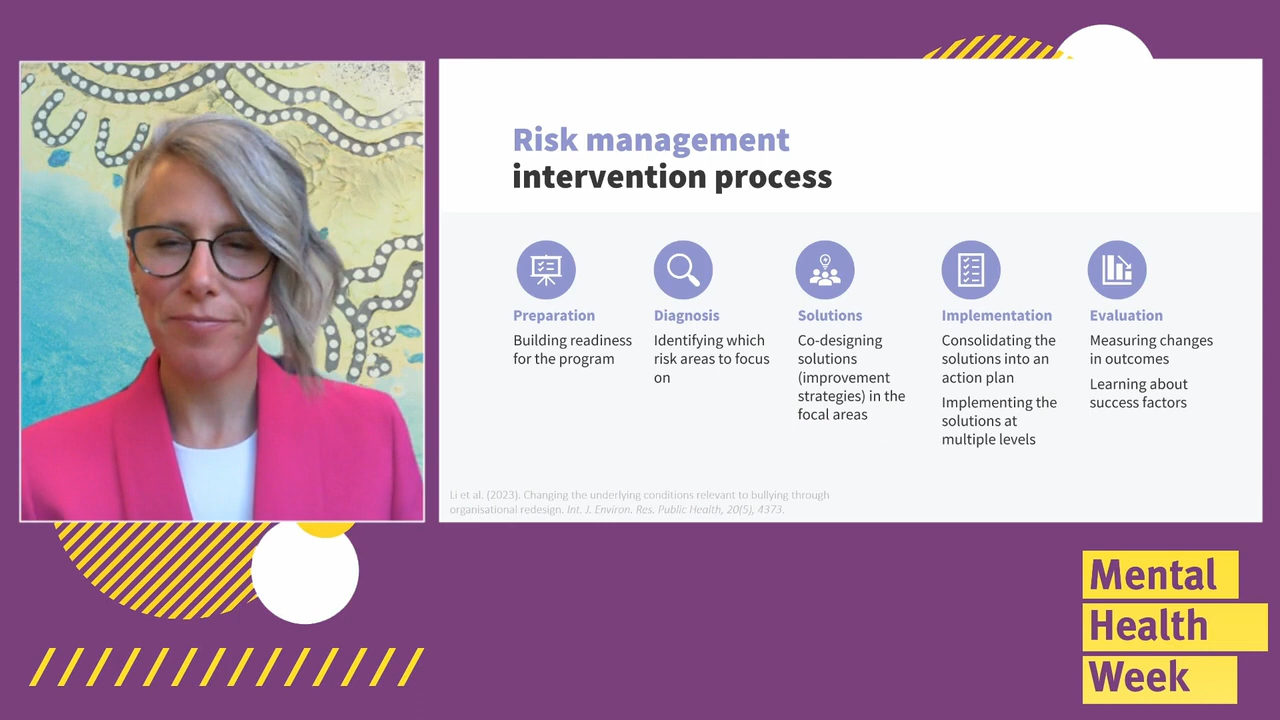 Risk management
intervention process
Preparation
Building readiness
for the program
Diagnosis
Identifying which
risk areas to focus
on
Solutions
Co-designing
solutions
(improvement
strategies) in the
focal areas
Implementation
Consolidating the
solutions into an
action plan
Implementing the
solutions at
multiple levels
Evaluation
Measuring changes
in outcomes
Learning about
success factors
Li et al. (2023). Changing the underlying conditions relevant to bullying through
organisational redesign. Int. J. Environ. Res. Public Health, 20(5), 4373.
Mental
Health
Week